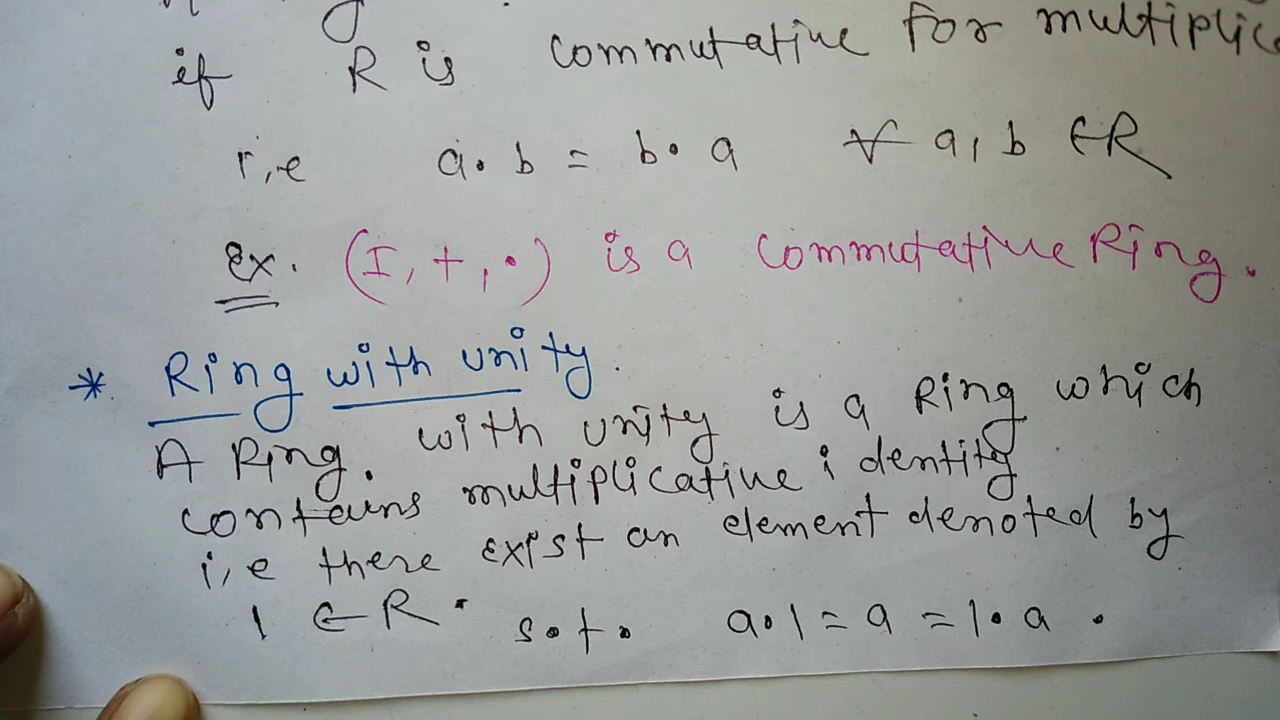 if R is commutative for multiplic
i,e a·b = b·a ∀ a, b ∈ R
Ex. (I, +, ·) is a commutative Ring.
* Ring with unity.
A Ring. with unity is a Ring which
contains multiplicative identity
i,e there exist an element denoted by
1 ∈ R. s.t. a·1 = a = 1·a.